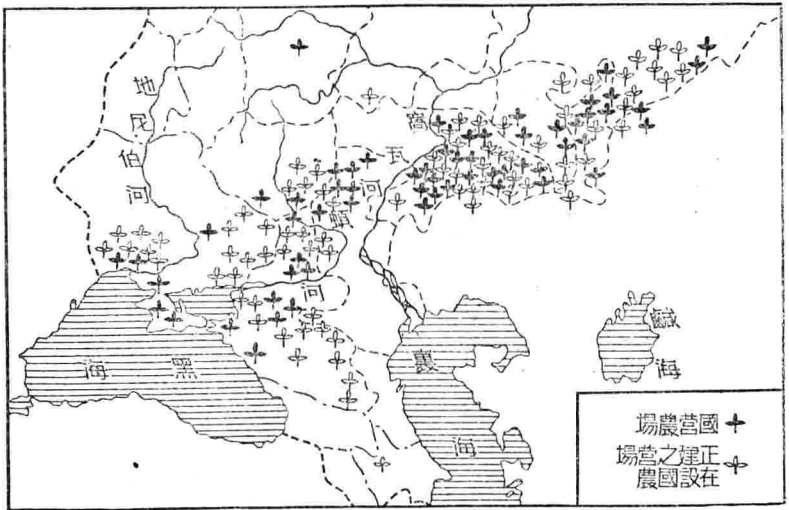 地尼伯河
窩瓦河
頓河
黑海
裏海
鹹海
國營農場
正在建設之國營農場